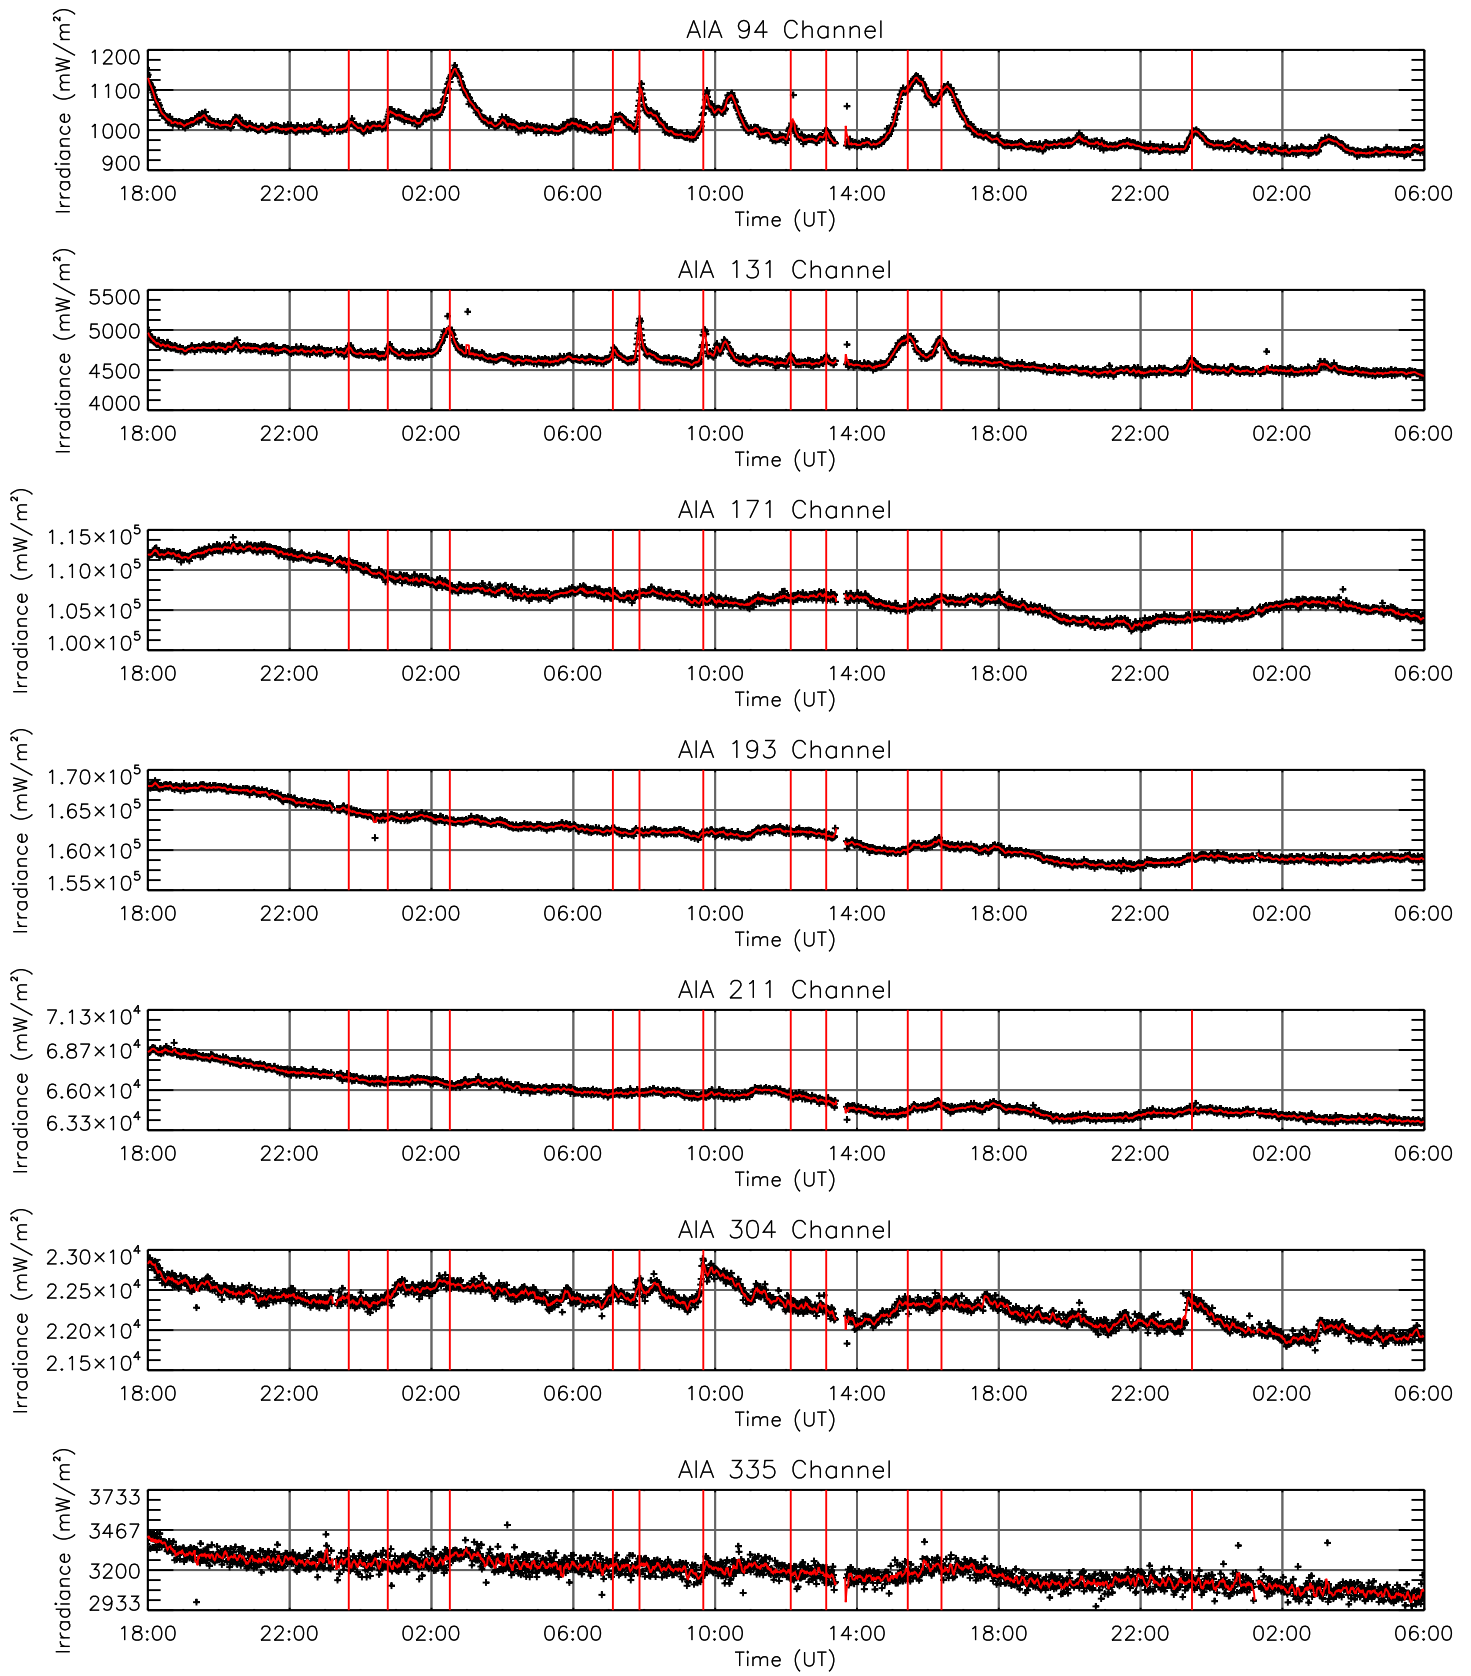 AIA 94 Channel
Irradiance (mW/m²)
1200
1100
1000
900
18:00 22:00 02:00 06:00 10:00 14:00 18:00 22:00 02:00 06:00
Time (UT)
AIA 131 Channel
Irradiance (mW/m²)
5500
5000
4500
4000
18:00 22:00 02:00 06:00 10:00 14:00 18:00 22:00 02:00 06:00
Time (UT)
AIA 171 Channel
Irradiance (mW/m²)
1.15×10⁵
1.10×10⁵
1.05×10⁵
1.00×10⁵
18:00 22:00 02:00 06:00 10:00 14:00 18:00 22:00 02:00 06:00
Time (UT)
AIA 193 Channel
Irradiance (mW/m²)
1.70×10⁵
1.65×10⁵
1.60×10⁵
1.55×10⁵
18:00 22:00 02:00 06:00 10:00 14:00 18:00 22:00 02:00 06:00
Time (UT)
AIA 211 Channel
Irradiance (mW/m²)
7.13×10⁴
6.87×10⁴
6.60×10⁴
6.33×10⁴
18:00 22:00 02:00 06:00 10:00 14:00 18:00 22:00 02:00 06:00
Time (UT)
AIA 304 Channel
Irradiance (mW/m²)
2.30×10⁴
2.25×10⁴
2.20×10⁴
2.15×10⁴
18:00 22:00 02:00 06:00 10:00 14:00 18:00 22:00 02:00 06:00
Time (UT)
AIA 335 Channel
Irradiance (mW/m²)
3733
3467
3200
2933
18:00 22:00 02:00 06:00 10:00 14:00 18:00 22:00 02:00 06:00
Time (UT)